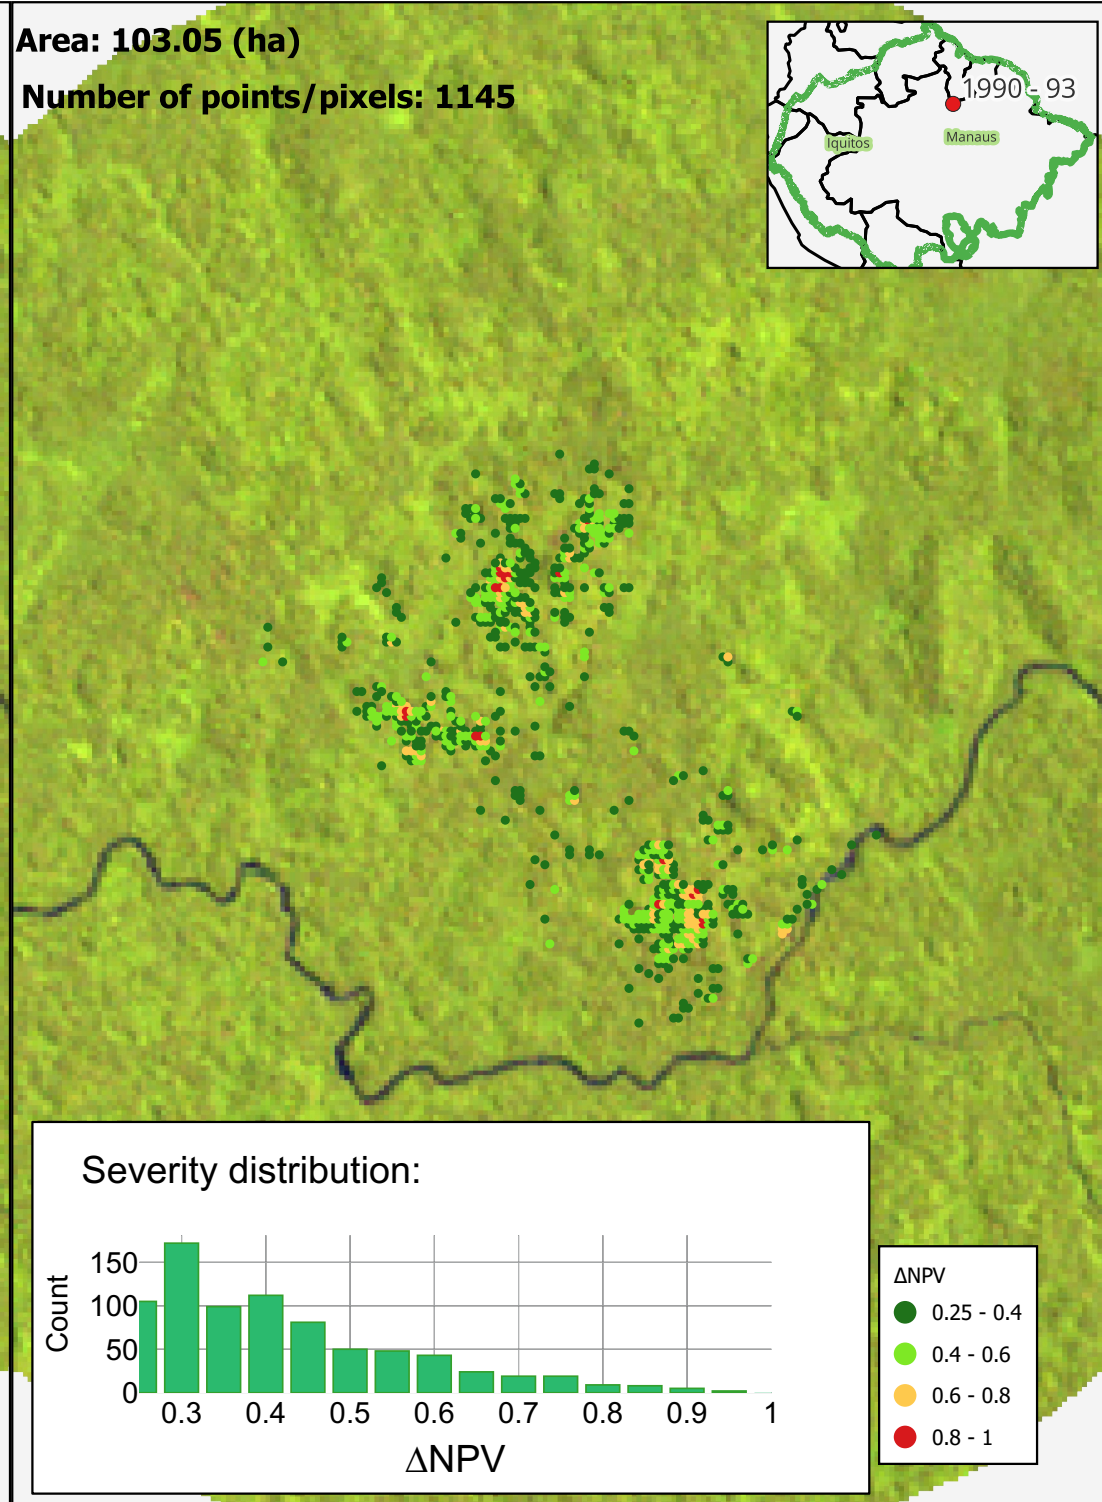 Area: 103.05 (ha)
Number of points/pixels: 1145
1990 - 93
Iquitos
Manaus
Severity distribution:
Count
150
100
50
0
0.3 0.4 0.5 0.6 0.7 0.8 0.9 1
ΔNPV
ΔNPV
0.25 - 0.4
0.4 - 0.6
0.6 - 0.8
0.8 - 1